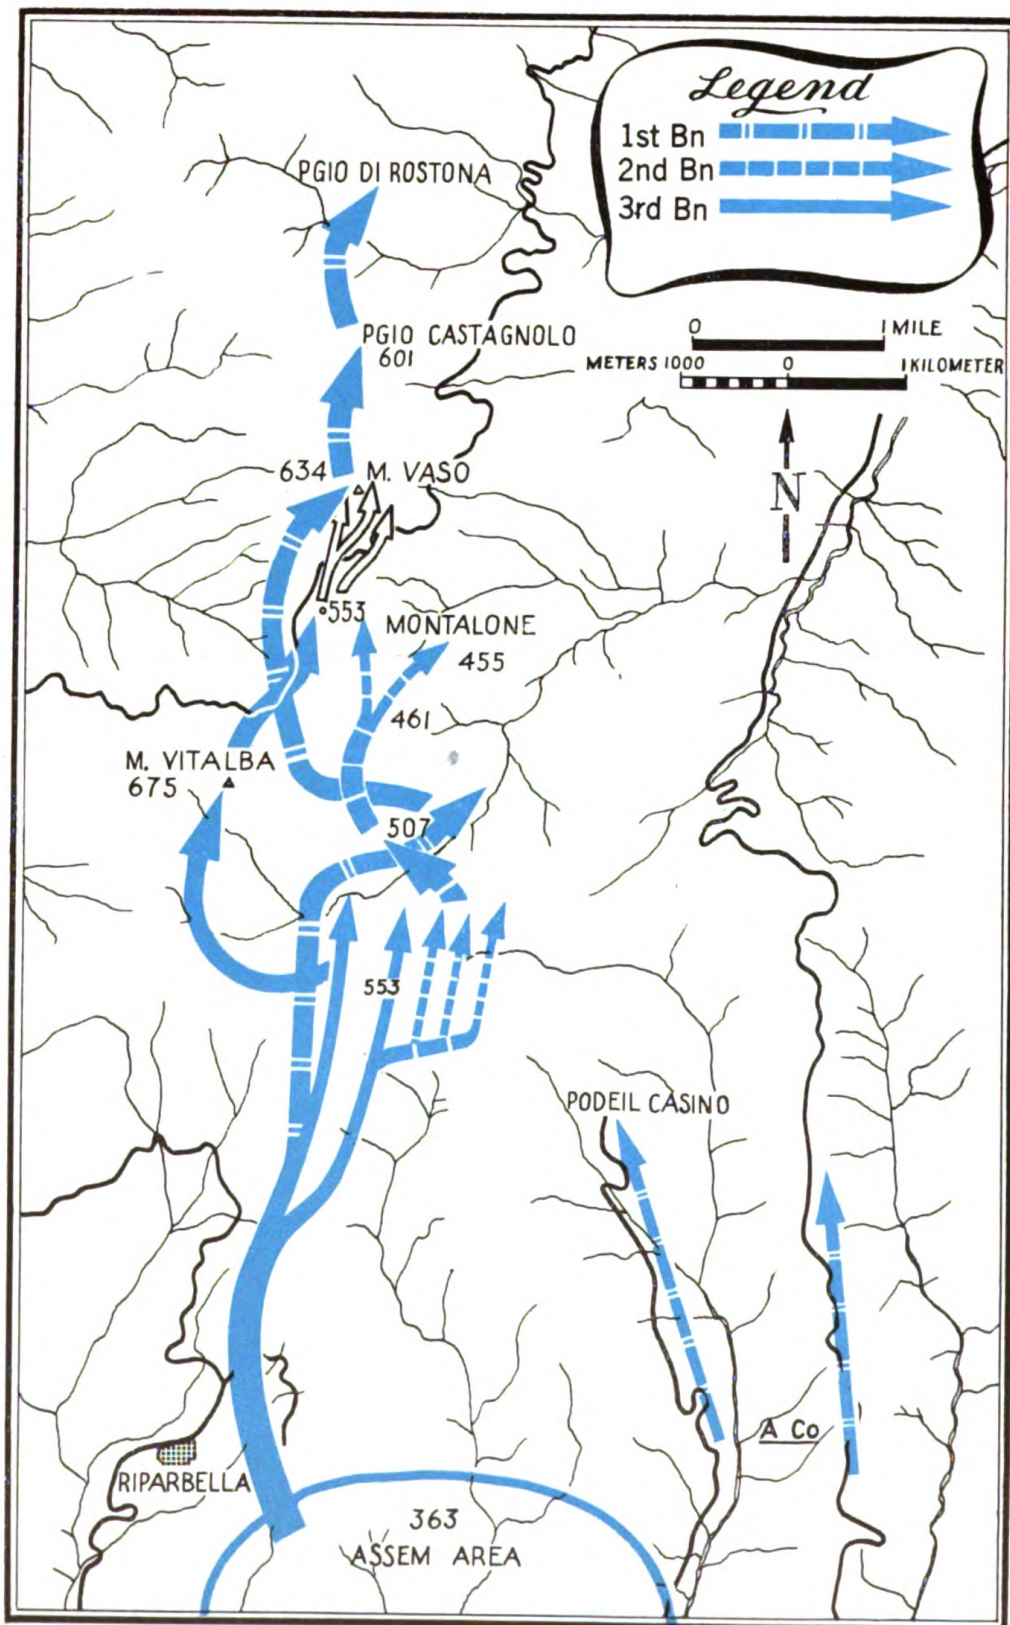 Legend
1st Bn
2nd Bn
3rd Bn
PGIO DI ROSTONA
0 1 MILE
PGIO CASTAGNOLO
601
METERS 1000 0 1 KILOMETER
634 M. VASO
N
553
MONTALONE
455
461
M. VITALBA
675
507
553
PODEIL CASINO
A Co
RIPARBELLA
363
ASSEM AREA